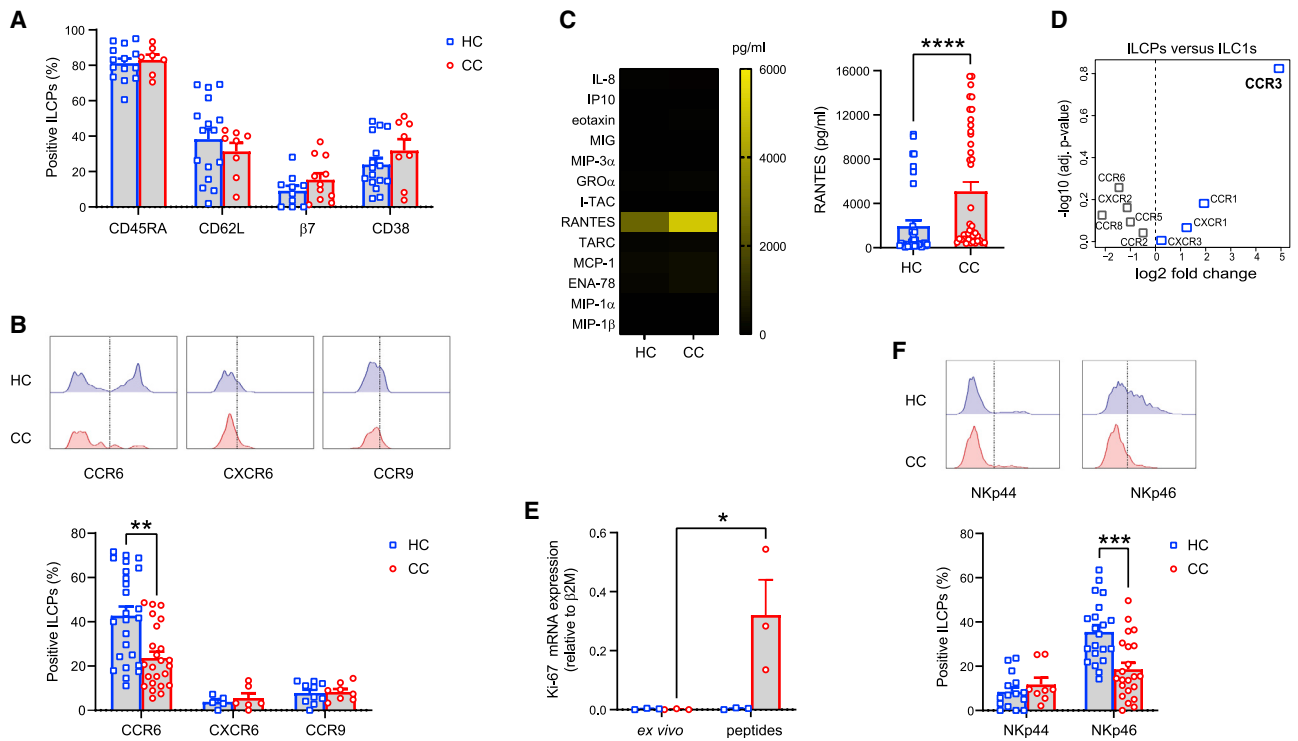 A
Positive ILCPs (%)
100
80
60
40
20
0
CD45RA
CD62L
β7
CD38
HC
CC
B
HC
CC
CCR6
CXCR6
CCR9
Positive ILCPs (%)
80
60
40
20
0
**
CCR6
CXCR6
CCR9
HC
CC
C
IL-8
IP10
eotaxin
MIG
MIP-3α
GROα
I-TAC
RANTES
TARC
MCP-1
ENA-78
MIP-1α
MIP-1β
HC
CC
pg/ml
6000
4000
2000
0
RANTES (pg/ml)
16000
12000
8000
4000
0
****
HC
CC
D
ILCPs versus ILC1s
-log10 (adj. p-value)
0.8
0.6
0.4
0.2
0.0
CCR3
CCR6
CXCR2
CCR8
CCR5
CCR2
CCR1
CXCR1
CXCR3
−2
−1
0
1
2
3
4
5
log2 fold change
E
Ki-67 mRNA expression
(relative to β2M)
0.6
0.4
0.2
0.0
*
ex vivo
peptides
F
HC
CC
NKp44
NKp46
Positive ILCPs (%)
80
60
40
20
0
***
NKp44
NKp46
HC
CC